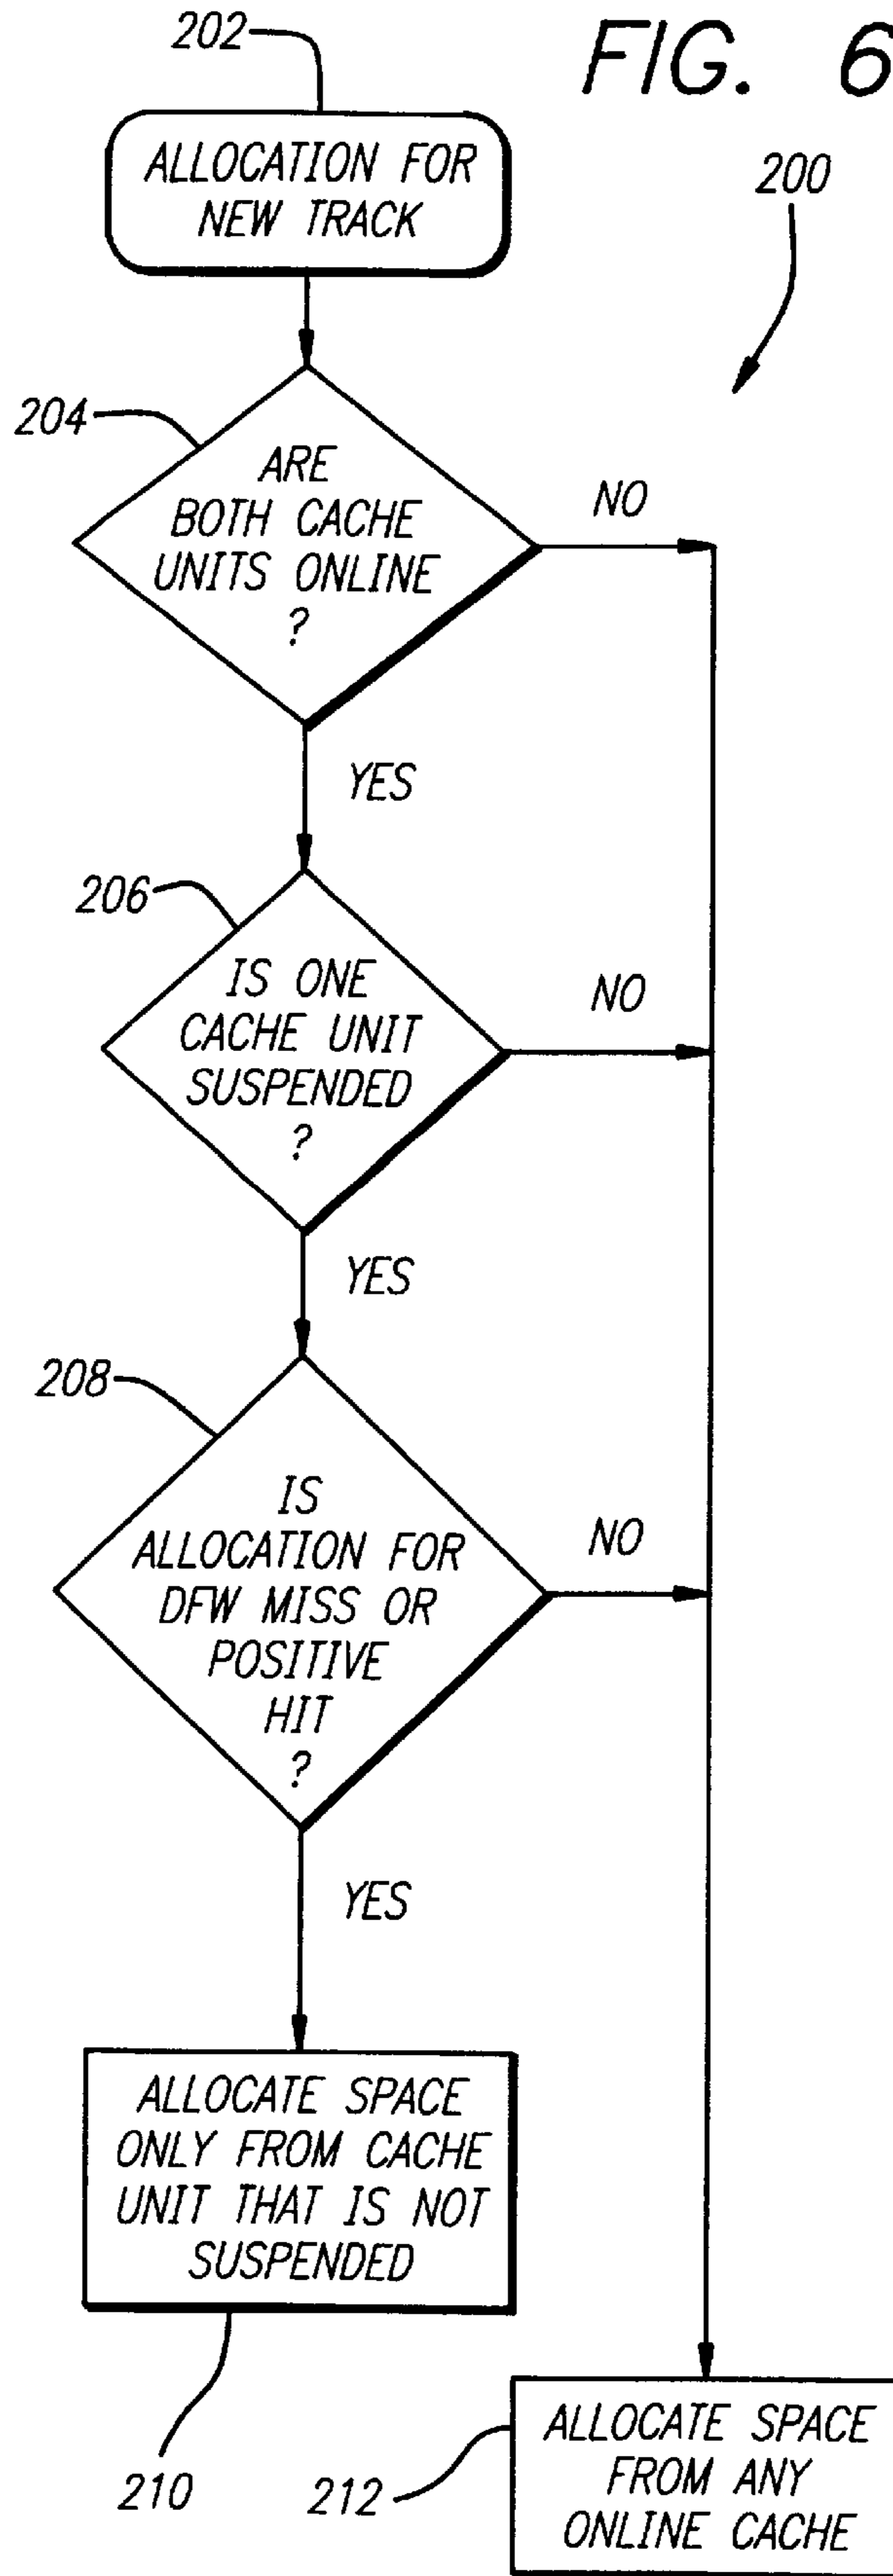 202
FIG. 6
ALLOCATION FOR
NEW TRACK
200
204
ARE
BOTH CACHE
UNITS ONLINE
?
NO
YES
206
IS ONE
CACHE UNIT
SUSPENDED
?
NO
YES
208
IS
ALLOCATION FOR
DFW MISS OR
POSITIVE
HIT
?
NO
YES
ALLOCATE SPACE
ONLY FROM CACHE
UNIT THAT IS NOT
SUSPENDED
210
212
ALLOCATE SPACE
FROM ANY
ONLINE CACHE